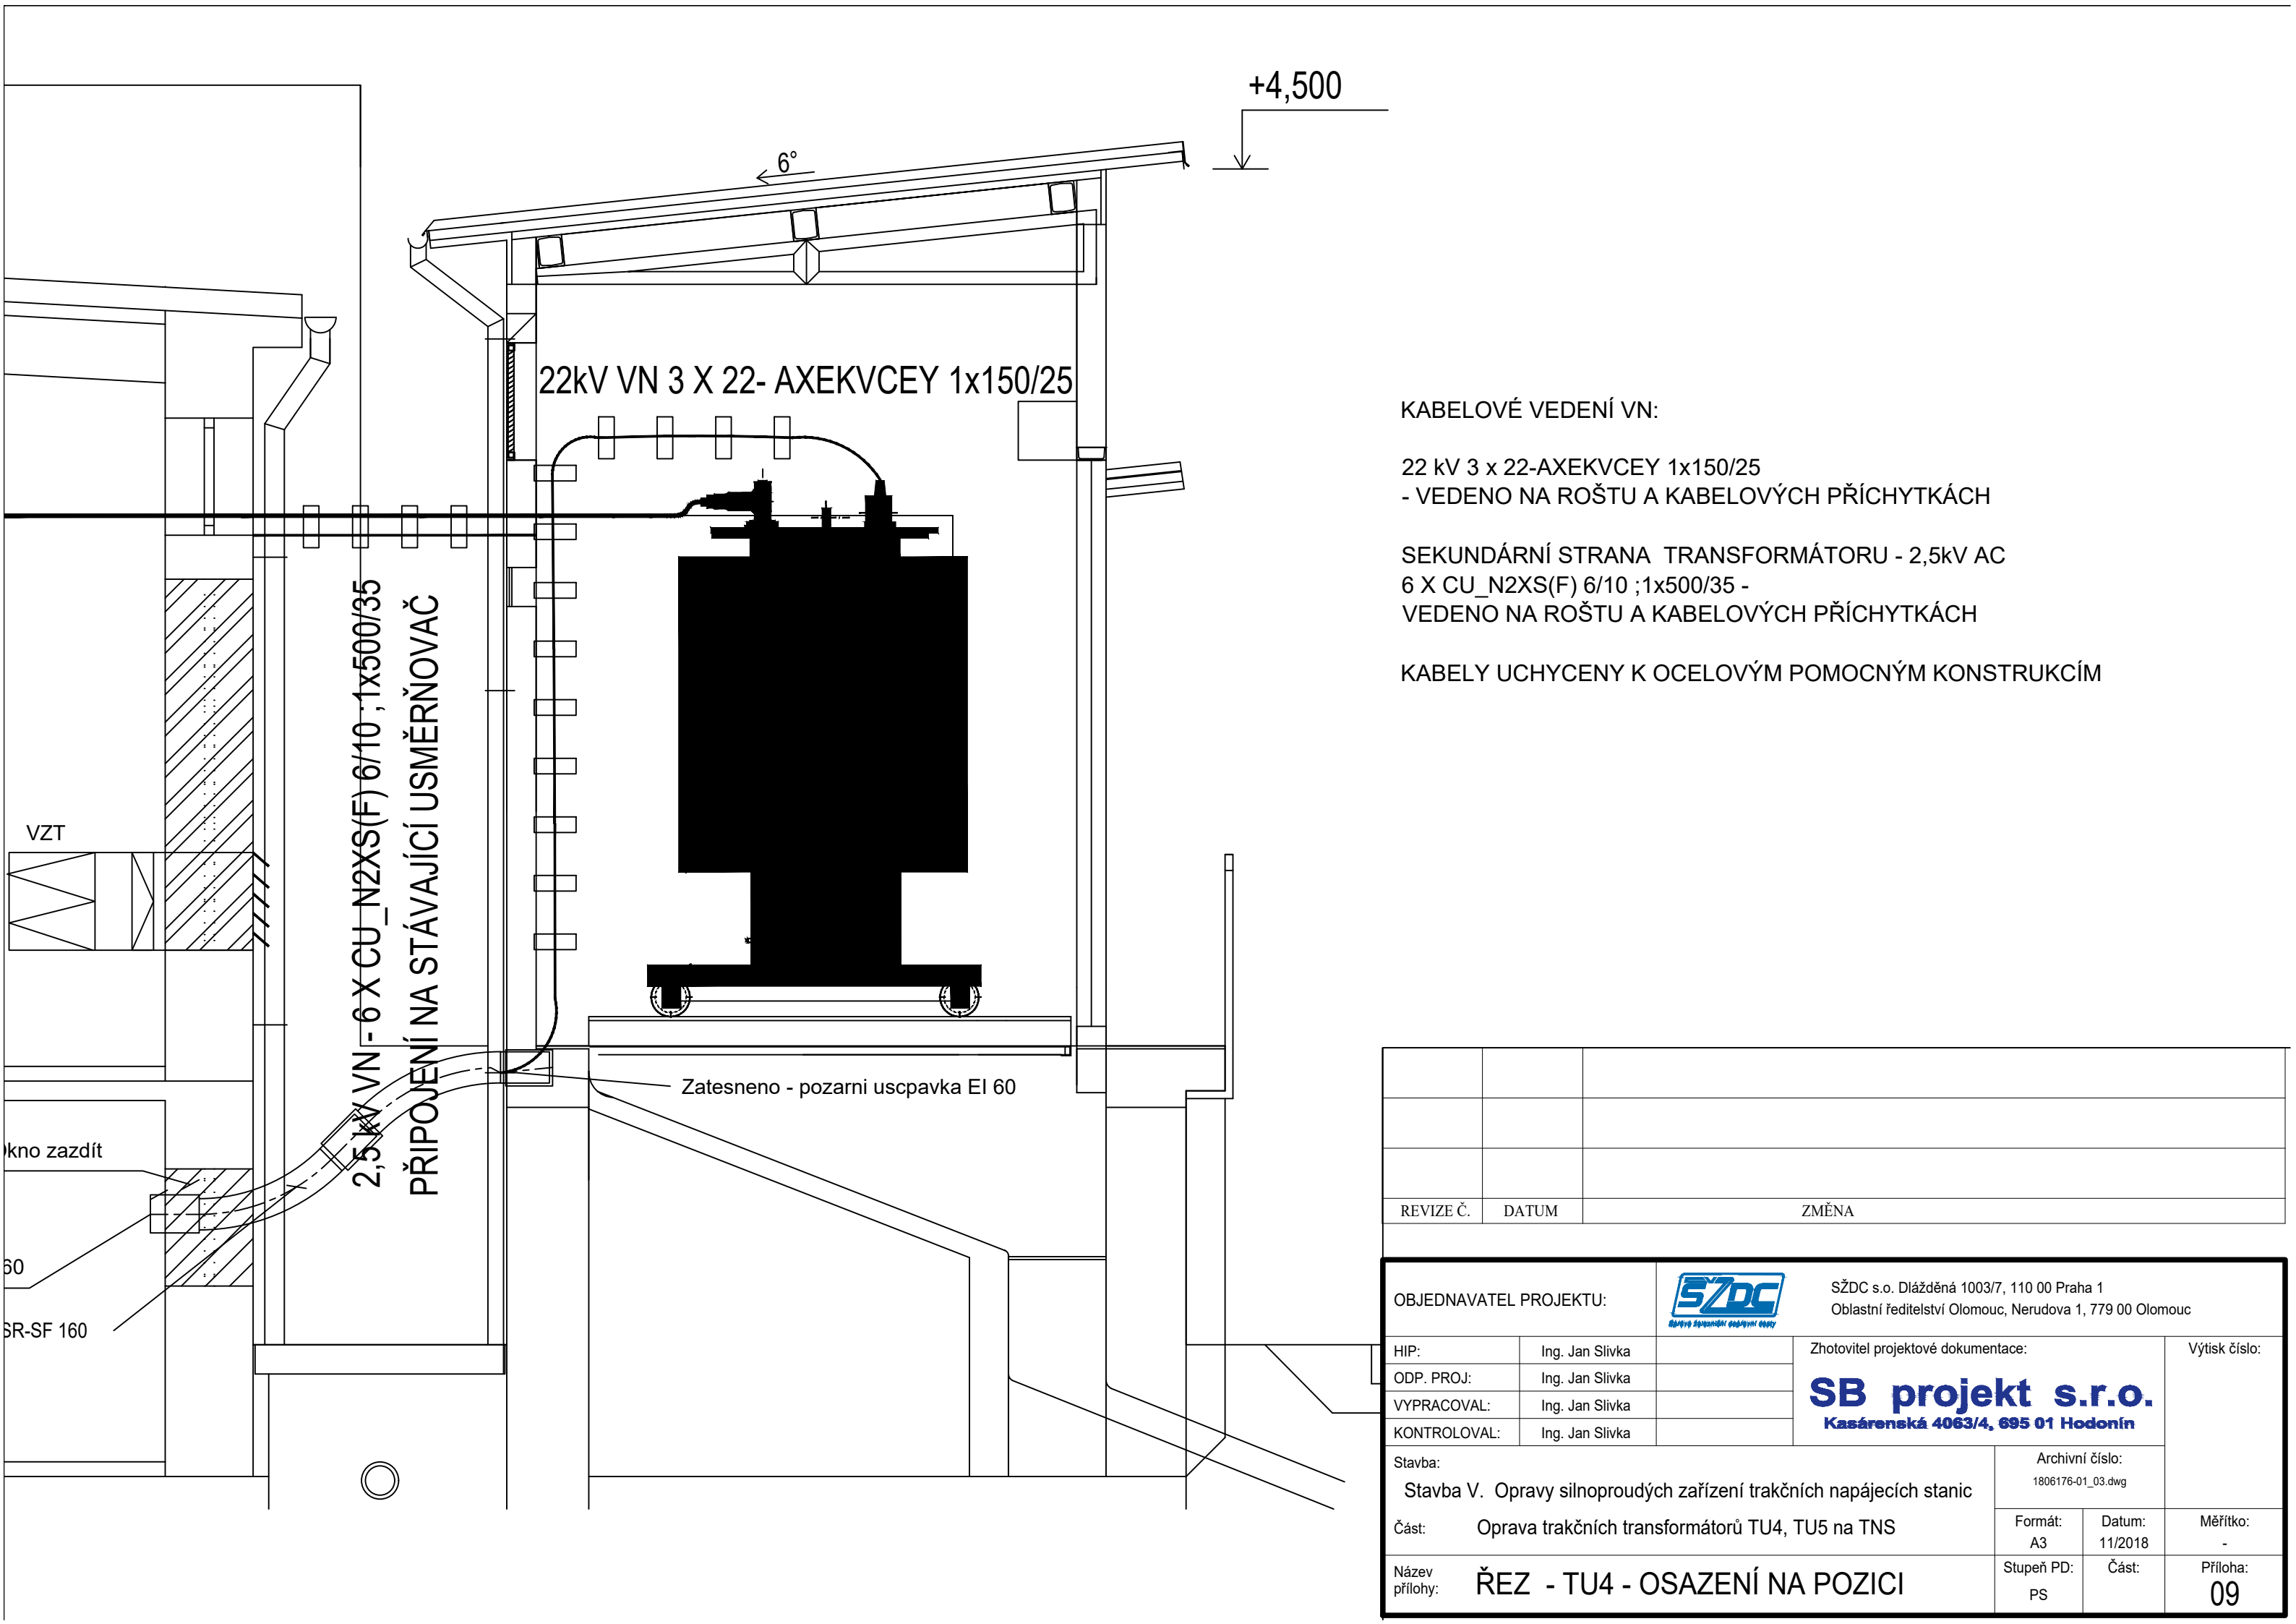 +4,500
6°
22kV VN 3 X 22- AXEKVCEY 1x150/25
KABELOVÉ VEDENÍ VN:
22 kV 3 x 22-AXEKVCEY 1x150/25
- VEDENO NA ROŠTU A KABELOVÝCH PŘÍCHYTKÁCH
SEKUNDÁRNÍ STRANA TRANSFORMÁTORU - 2,5kV AC
6 X CU_N2XS(F) 6/10 ;1x500/35 -
VEDENO NA ROŠTU A KABELOVÝCH PŘÍCHYTKÁCH
KABELY UCHYCENY K OCELOVÝM POMOCNÝM KONSTRUKCÍM
2,5 kV VN - 6 X CU_N2XS(F) 6/10 ;1x500/35
PŘIPOJENÍ NA STÁVAJÍCÍ USMĚRŇOVAČ
VZT
Zatesneno - pozarni uscpavka EI 60
kno zazdít
60
SR-SF 160
REVIZE Č. DATUM ZMĚNA
OBJEDNAVATEL PROJEKTU:
SŽDC
SŽDC s.o. Dlážděná 1003/7, 110 00 Praha 1
Oblastní ředitelství Olomouc, Nerudova 1, 779 00 Olomouc
HIP: Ing. Jan Slivka
ODP. PROJ: Ing. Jan Slivka
VYPRACOVAL: Ing. Jan Slivka
KONTROLOVAL: Ing. Jan Slivka
Zhotovitel projektové dokumentace:
SB projekt s.r.o.
Kasárenská 4063/4, 695 01 Hodonín
Výtisk číslo:
Stavba:
Stavba V. Opravy silnoproudých zařízení trakčních napájecích stanic
Archivní číslo:
1806176-01_03.dwg
Část: Oprava trakčních transformátorů TU4, TU5 na TNS
Formát: Datum: Měřítko:
A3 11/2018 -
Název
přílohy: ŘEZ - TU4 - OSAZENÍ NA POZICI
Stupeň PD: Část: Příloha:
PS 09